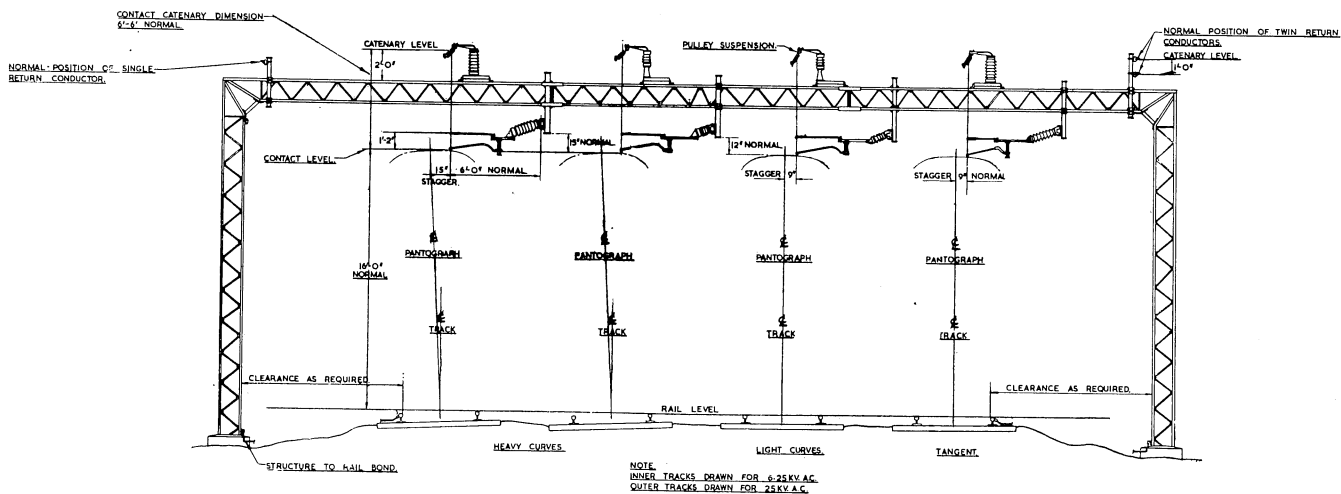 CONTACT CATENARY DIMENSION
6'-6' NORMAL.
NORMAL POSITION OF SINGLE
RETURN CONDUCTOR.
CATENARY LEVEL
2'-0"
PULLEY SUSPENSION.
NORMAL POSITION OF TWIN RETURN
CONDUCTORS.
CATENARY LEVEL
1'-0"
1'-2"
CONTACT LEVEL.
15" 6'-0" NORMAL
STAGGER.
15" NORMAL
12" NORMAL
STAGGER 9"
STAGGER 9" NORMAL
℄
PANTOGRAPH
℄
PANTOGRAPH
℄
PANTOGRAPH
℄
PANTOGRAPH
16'-0"
NORMAL
℄
TRACK
℄
TRACK
℄
TRACK
℄
TRACK
CLEARANCE AS REQUIRED
CLEARANCE AS REQUIRED.
RAIL LEVEL
HEAVY CURVES
LIGHT CURVES.
TANGENT.
STRUCTURE TO RAIL BOND.
NOTE.
INNER TRACKS DRAWN FOR 6·25 KV. A.C.
OUTER TRACKS DRAWN FOR 25 KV. A.C.